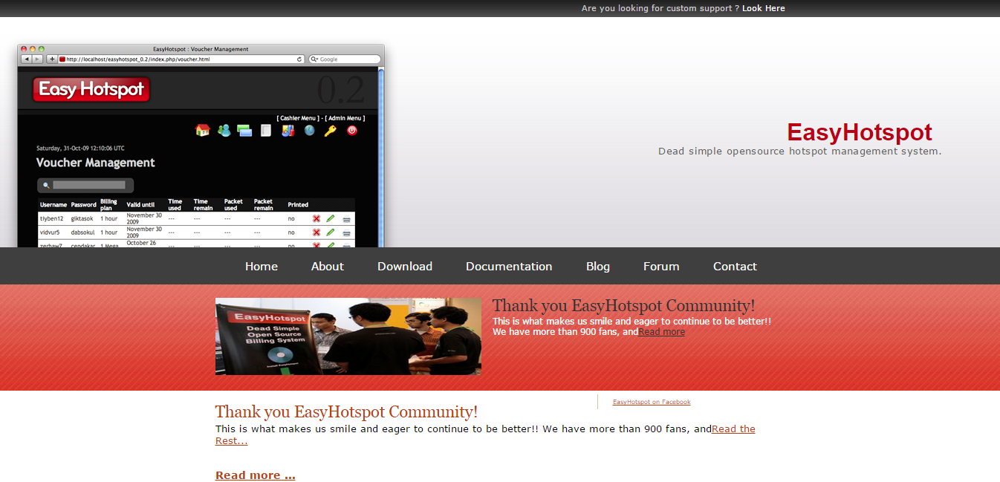 Are you looking for custom support ? Look Here
EasyHotspot : Voucher Management
http://localhost/easyhotspot_0.2/index.php/voucher.html
Google
Easy Hotspot
0.2
[ Cashier Menu ] - [ Admin Menu ]
Saturday, 31-Oct-09 12:10:06 UTC
Voucher Management
Username Password Billing plan Valid until Time used Time remain Packet used Packet remain Printed
tiyben12 giktasok 1 hour November 30 2009 --- --- --- --- no
vidvur5 dabsokul 1 hour November 30 2009 --- --- --- --- no
zerhaw7 cendakar 1 Mega October 26 --- --- --- --- no
EasyHotspot
Dead simple opensource hotspot management system.
Home About Download Documentation Blog Forum Contact
EasyHotspot
Dead Simple
Open Source
Billing System
Thank you EasyHotspot Community!
This is what makes us smile and eager to continue to be better!!
We have more than 900 fans, andRead more
Thank you EasyHotspot Community!
This is what makes us smile and eager to continue to be better!! We have more than 900 fans, andRead the
Rest...
Read more ...
EasyHotspot on Facebook